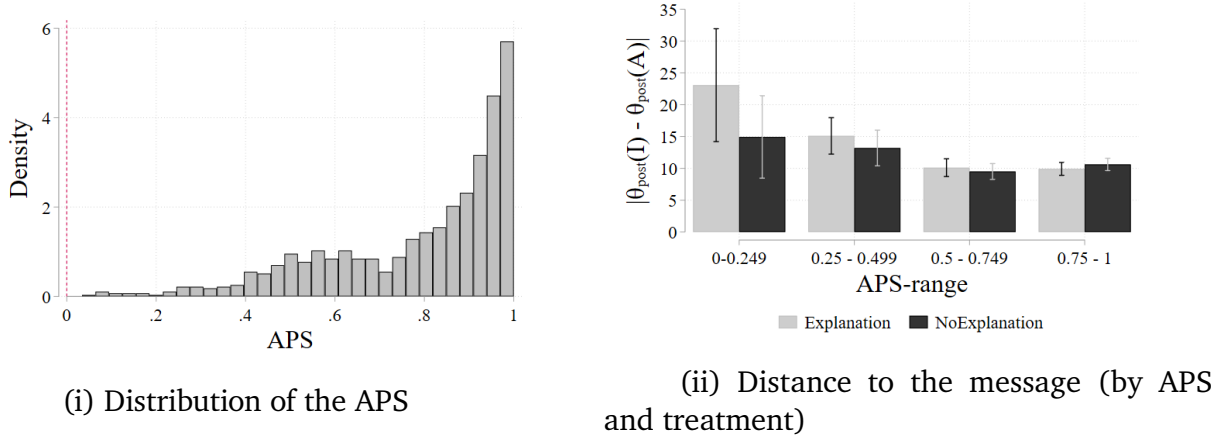 6
4
2
0
Density
0
.2
.4
.6
.8
1
APS
(i) Distribution of the APS
35
30
25
20
15
10
5
0
|θpost(I) - θpost(A)|
0-0.249
0.25 - 0.499
0.5 - 0.749
0.75 - 1
APS-range
Explanation
NoExplanation
(ii) Distance to the message (by APS
and treatment)